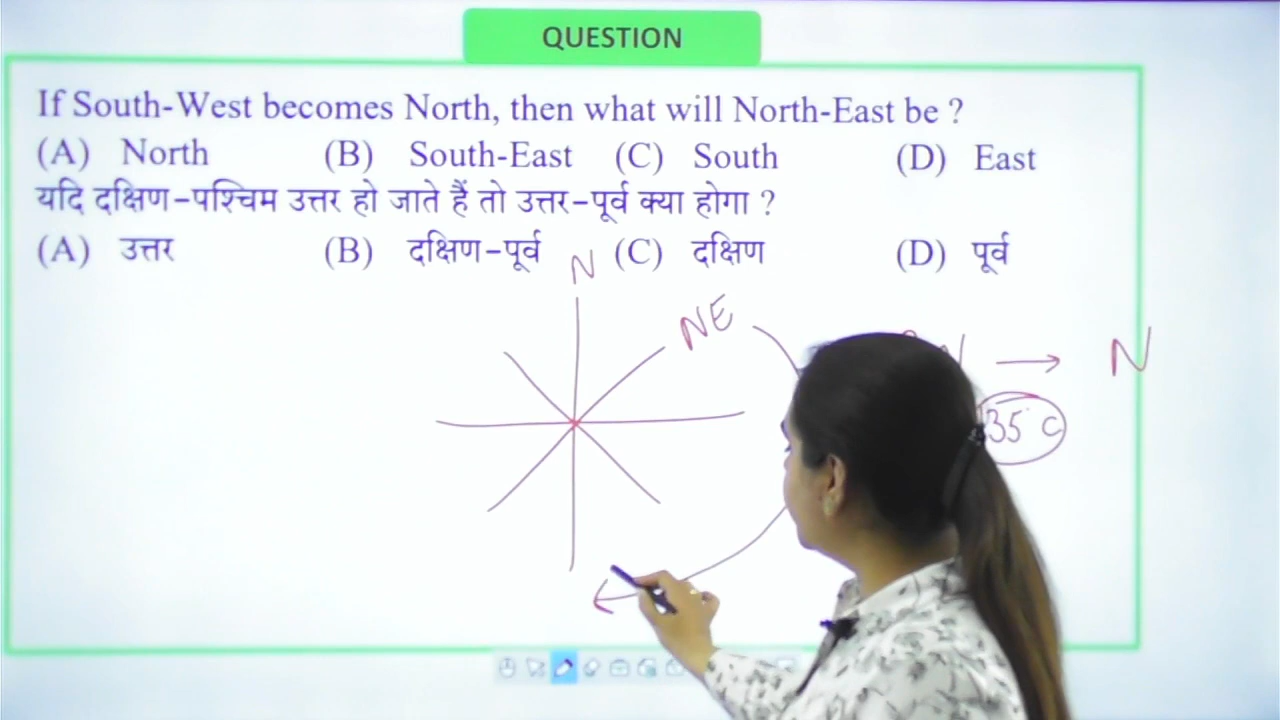 QUESTION
If South-West becomes North, then what will North-East be ?
(A) North (B) South-East (C) South (D) East
यदि दक्षिण-पश्चिम उत्तर हो जाते हैं तो उत्तर-पूर्व क्या होगा ?
(A) उत्तर (B) दक्षिण-पूर्व (C) दक्षिण (D) पूर्व
N
NE
→ N
35° C